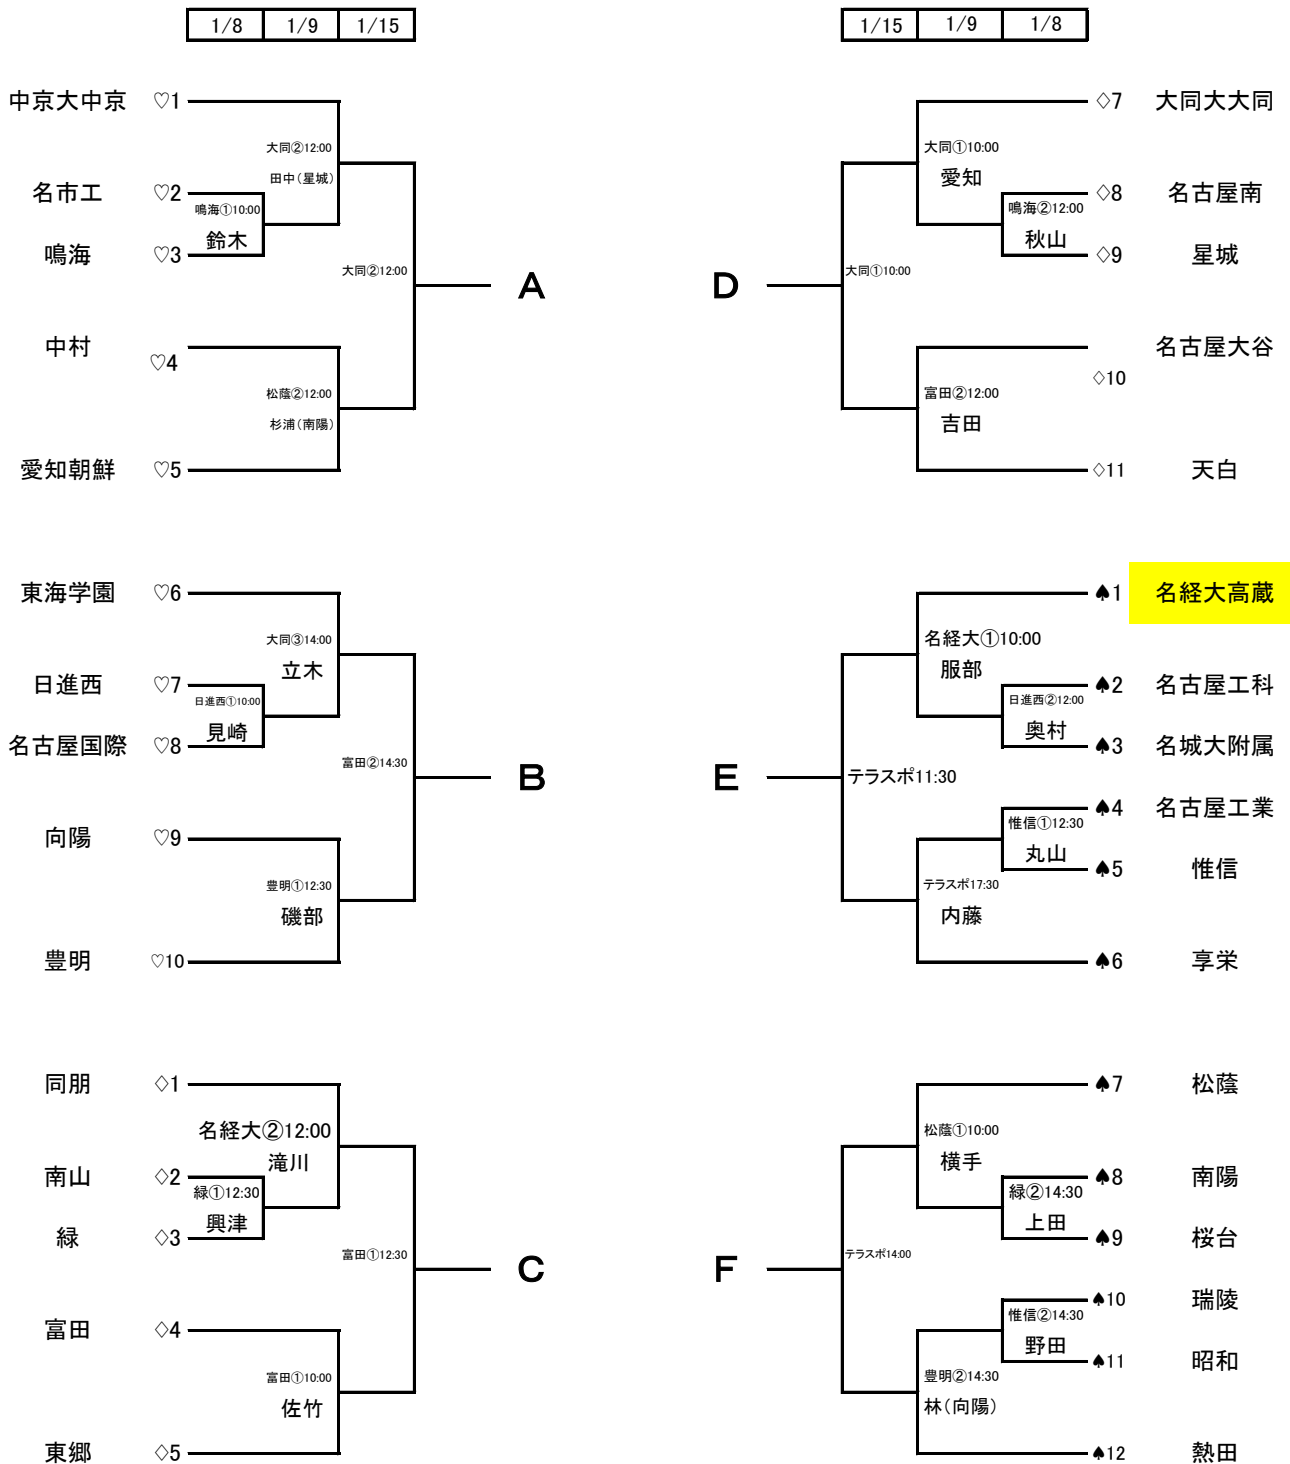 1/8 1/9 1/15
中京大中京 ♡1
大同②12:00
田中(星城)
名市工 ♡2
鳴海①10:00
鈴木
鳴海 ♡3
大同②12:00
A
中村
♡4
松蔭②12:00
杉浦(南陽)
愛知朝鮮 ♡5
東海学園 ♡6
大同③14:00
立木
日進西 ♡7
日進西①10:00
見崎
名古屋国際 ♡8
富田②14:30
B
向陽 ♡9
豊明①12:30
磯部
豊明 ♡10
同朋 ♢1
名経大②12:00
滝川
南山 ♢2
緑①12:30
興津
緑 ♢3
富田①12:30
C
富田 ♢4
富田①10:00
佐竹
東郷 ♢5
1/15 1/9 1/8
♢7 大同大大同
大同①10:00
愛知
♢8 名古屋南
鳴海②12:00
秋山
♢9 星城
大同①10:00
D
名古屋大谷
♢10
富田②12:00
吉田
♢11 天白
♠1 名経大高蔵
名経大①10:00
服部
♠2 名古屋工科
日進西②12:00
奥村
♠3 名城大附属
E
テラスポ11:30
♠4 名古屋工業
惟信①12:30
丸山
♠5 惟信
テラスポ17:30
内藤
♠6 享栄
♠7 松蔭
松蔭①10:00
横手
♠8 南陽
緑②14:30
上田
♠9 桜台
F
テラスポ14:00
♠10 瑞陵
惟信②14:30
野田
♠11 昭和
豊明②14:30
林(向陽)
♠12 熱田